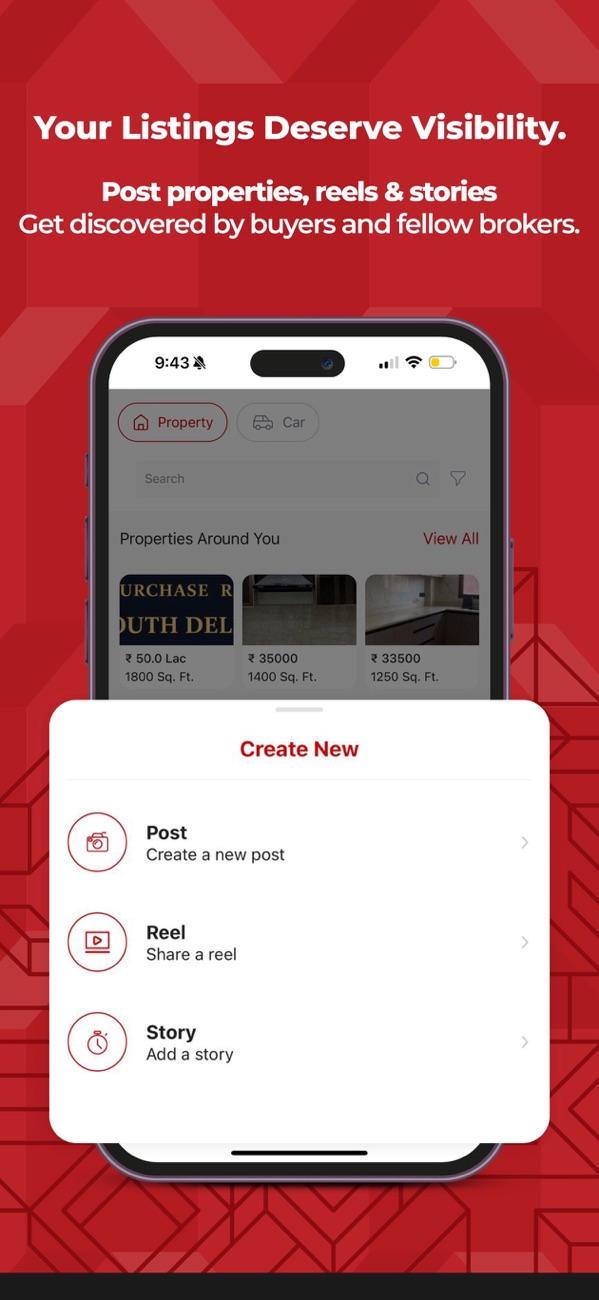 Your Listings Deserve Visibility.
Post properties, reels & stories
Get discovered by buyers and fellow brokers.
9:43
Property
Car
Search
Properties Around You
View All
URCHASE R
OUTH DEL
₹ 50.0 Lac
1800 Sq. Ft.
₹ 35000
1400 Sq. Ft.
₹ 33500
1250 Sq. Ft.
Create New
Post
Create a new post
Reel
Share a reel
Story
Add a story